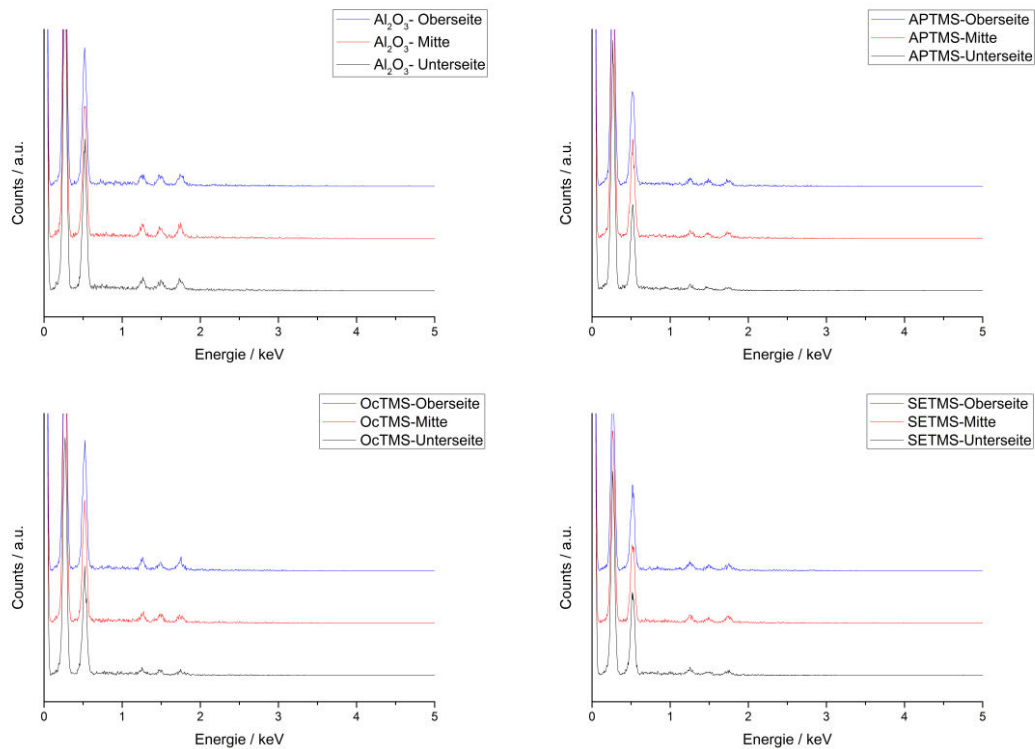 Al₂O₃- Oberseite
Al₂O₃- Mitte
Al₂O₃- Unterseite
Counts / a.u.
0 1 2 3 4 5
Energie / keV
APTMS-Oberseite
APTMS-Mitte
APTMS-Unterseite
Counts / a.u.
0 1 2 3 4 5
Energie / keV
OcTMS-Oberseite
OcTMS-Mitte
OcTMS-Unterseite
Counts / a.u.
0 1 2 3 4 5
Energie / keV
SETMS-Oberseite
SETMS-Mitte
SETMS-Unterseite
Counts / a.u.
0 1 2 3 4 5
Energie / keV